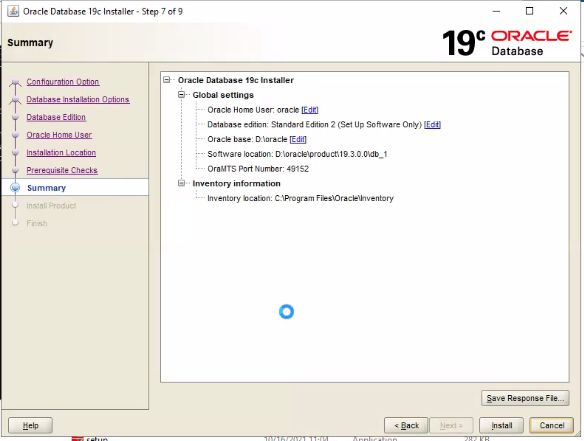 Oracle Database 19c Installer - Step 7 of 9
Summary
19c ORACLE
Database
Configuration Option
Database Installation Options
Database Edition
Oracle Home User
Installation Location
Prerequisite Checks
Summary
Install Product
Finish
Oracle Database 19c Installer
Global settings
Oracle Home User: oracle [Edit]
Database edition: Standard Edition 2 (Set Up Software Only) [Edit]
Oracle base: D:\oracle [Edit]
Software location: D:\oracle\product\19.3.0.0\db_1
OraMTS Port Number: 49152
Inventory information
Inventory location: C:\Program Files\Oracle\Inventory
Save Response File...
Help
< Back
Next >
Install
Cancel
setup 10/16/2021 11:04 Application 282 KB